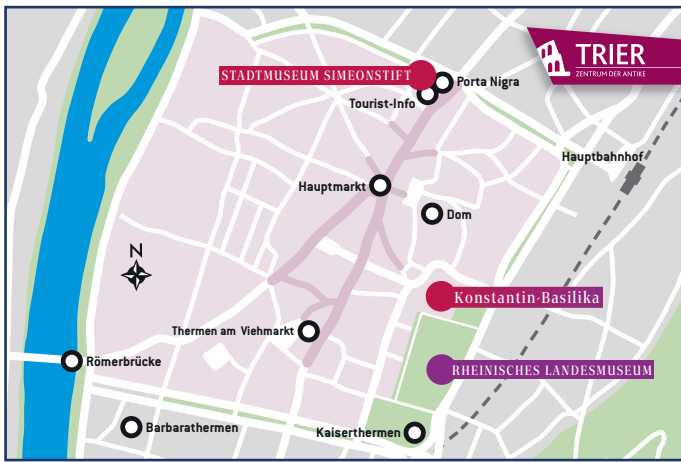 TRIER
ZENTRUM DER ANTIKE
STADTMUSEUM SIMEONSTIFT
Porta Nigra
Tourist-Info
Hauptbahnhof
Hauptmarkt
Dom
N
Konstantin-Basilika
Thermen am Viehmarkt
Römerbrücke
RHEINISCHES LANDESMUSEUM
Barbarathermen
Kaiserthermen